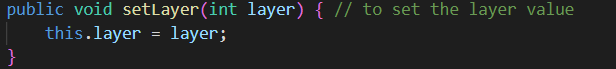 public void setLayer(int layer) { // to set the layer value
    this.layer = layer;
}